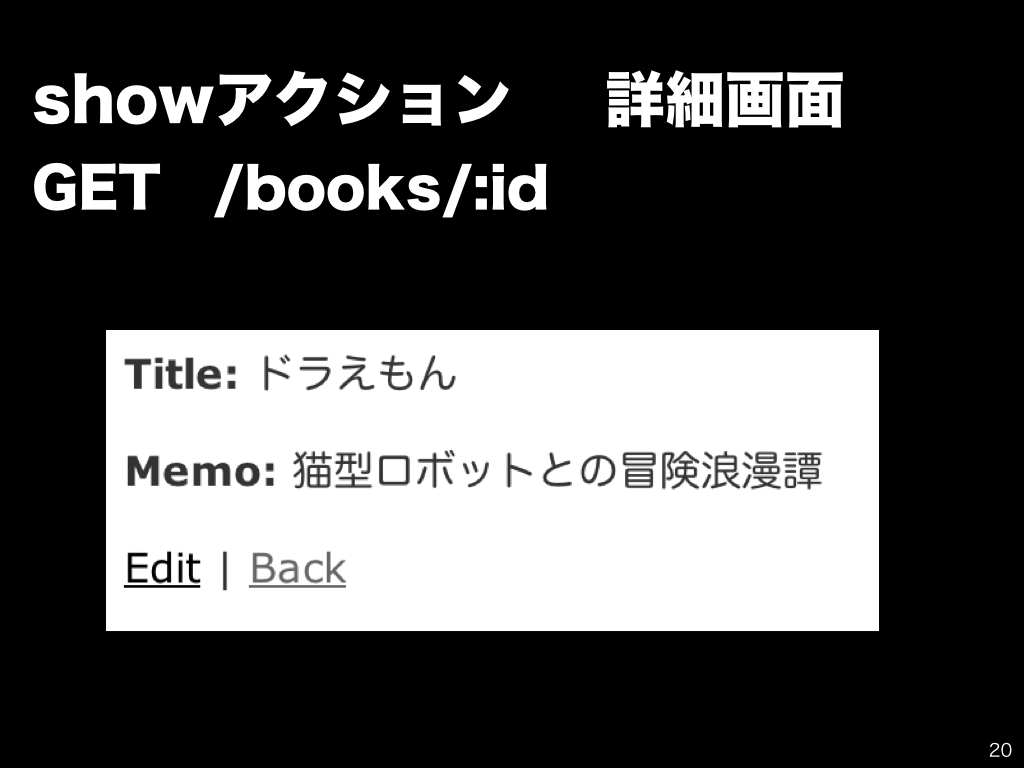 showアクション　詳細画面
GET /books/:id
Title: ドラえもん
Memo: 猫型ロボットとの冒険浪漫譚
Edit | Back
20